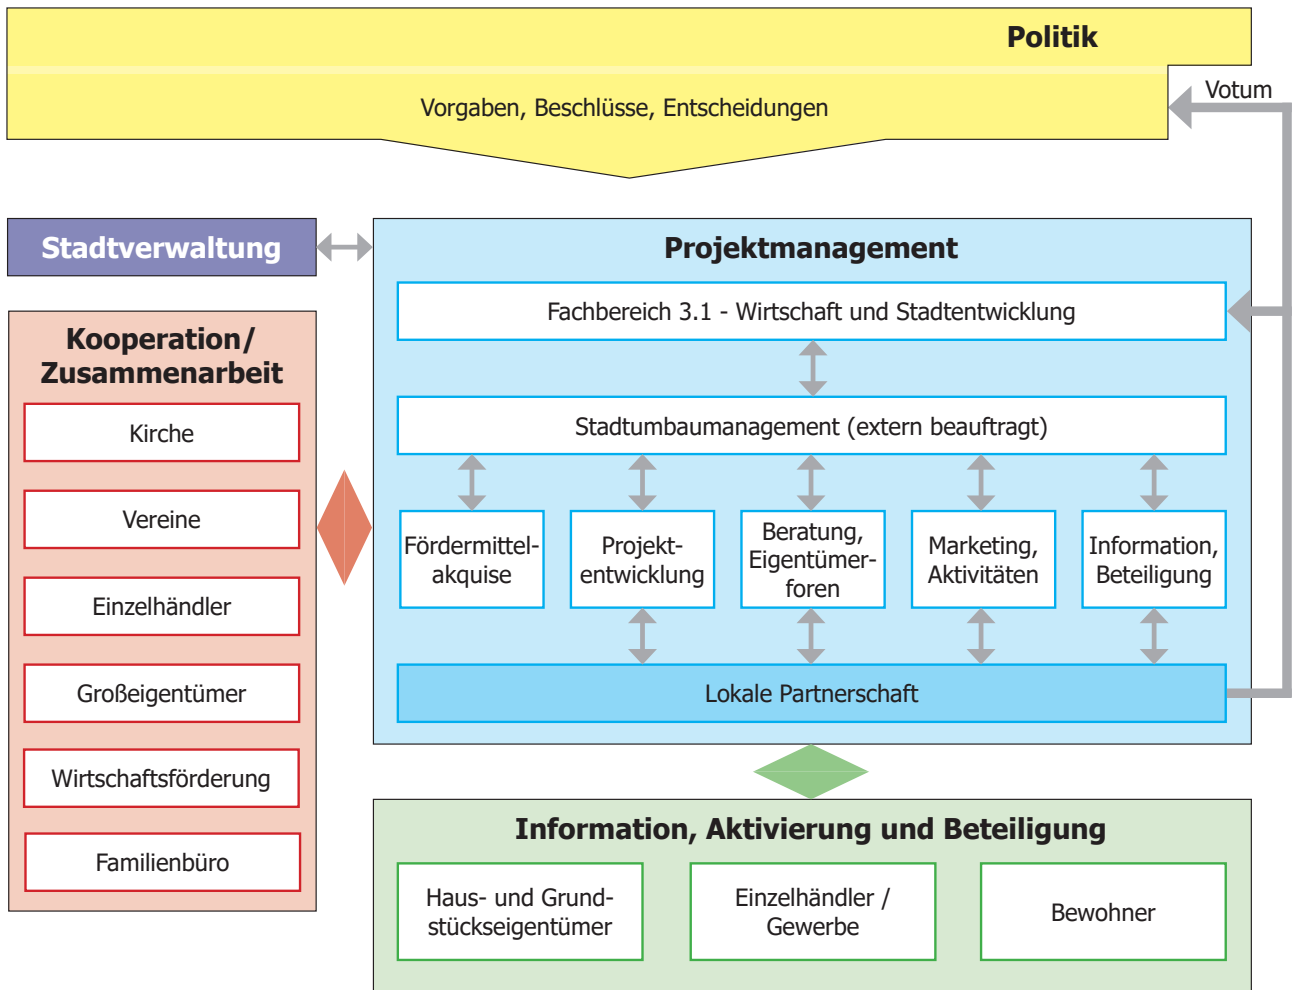 Politik
Votum
Vorgaben, Beschlüsse, Entscheidungen
Stadtverwaltung
Kooperation/
Zusammenarbeit
Kirche
Vereine
Einzelhändler
Großeigentümer
Wirtschaftsförderung
Familienbüro
Projektmanagement
Fachbereich 3.1 - Wirtschaft und Stadtentwicklung
Stadtumbaumanagement (extern beauftragt)
Fördermittel-
akquise
Projekt-
entwicklung
Beratung,
Eigentümer-
foren
Marketing,
Aktivitäten
Information,
Beteiligung
Lokale Partnerschaft
Information, Aktivierung und Beteiligung
Haus- und Grund-
stückseigentümer
Einzelhändler /
Gewerbe
Bewohner